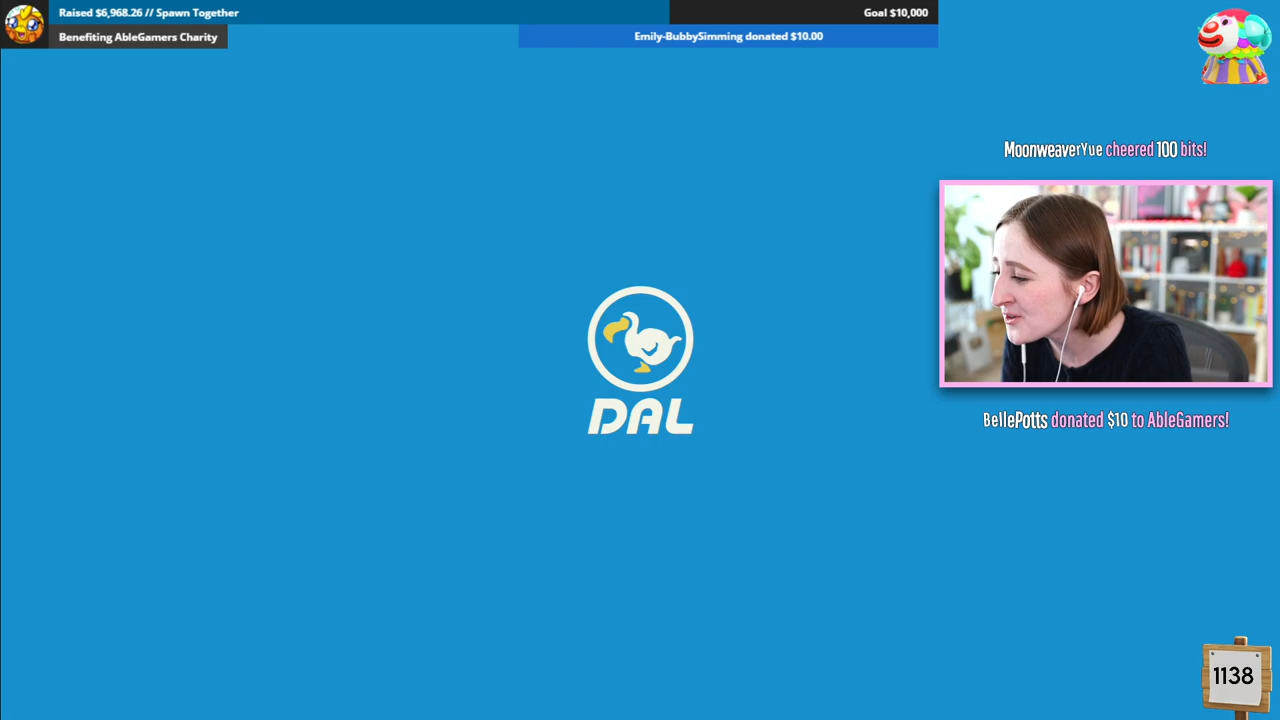 Raised $6,968.26 // Spawn Together
Goal $10,000
Benefiting AbleGamers Charity
Emily-BubbySimming donated $10.00
MoonweaverYue cheered 100 bits!
DAL
BellePotts donated $10 to AbleGamers!
1138